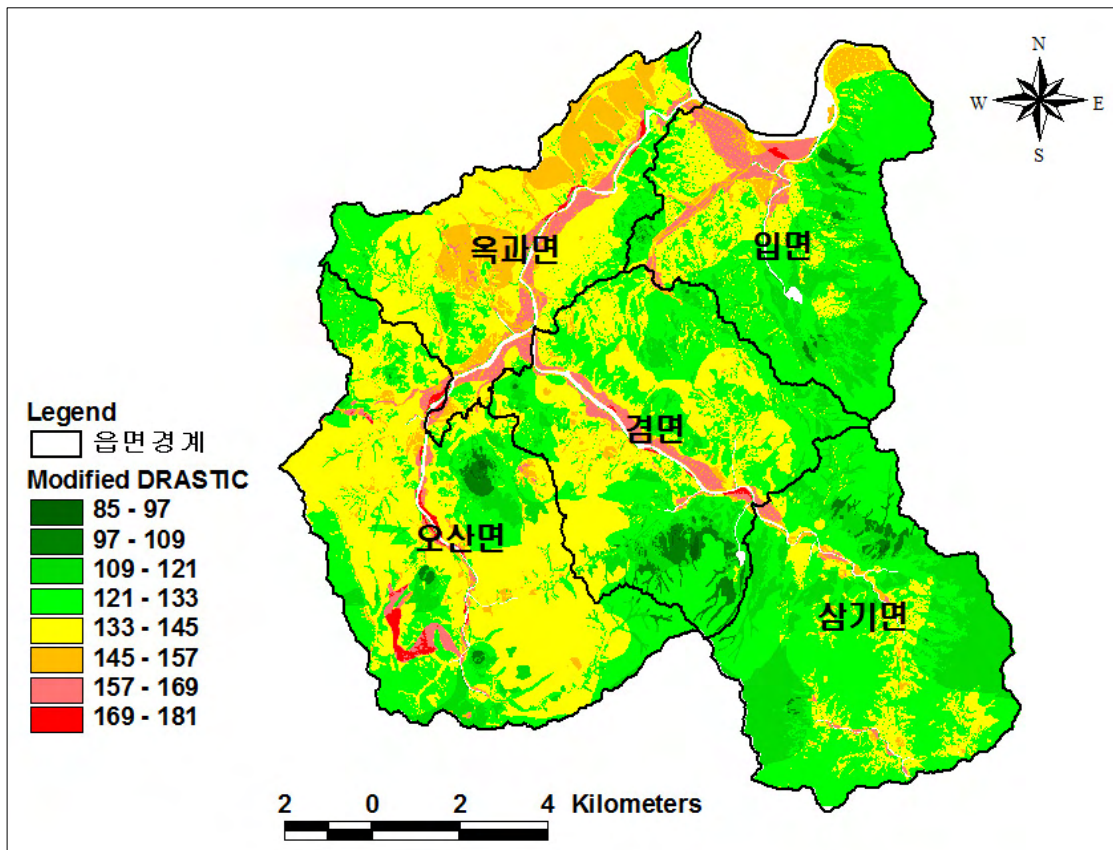 N
W E
S
옥과면
입면
겸면
오산면
삼기면
Legend
읍면경계
Modified DRASTIC
85 - 97
97 - 109
109 - 121
121 - 133
133 - 145
145 - 157
157 - 169
169 - 181
2 0 2 4 Kilometers